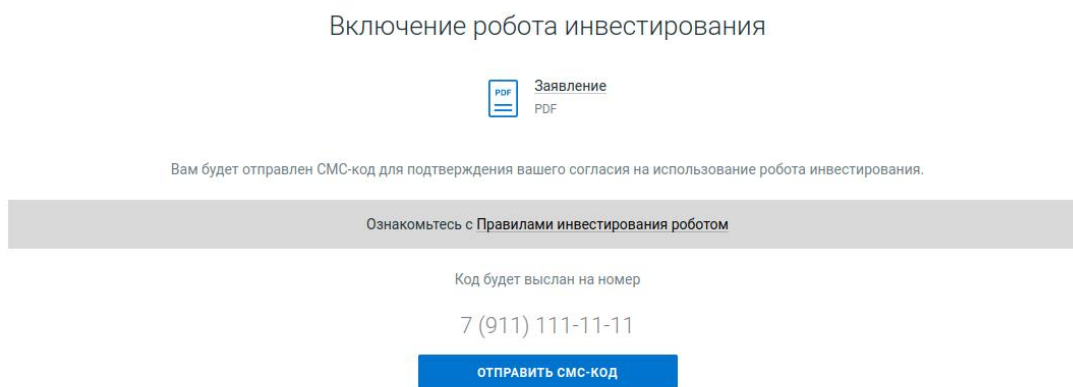 Включение робота инвестирования
PDF
Заявление
PDF
Вам будет отправлен СМС-код для подтверждения вашего согласия на использование робота инвестирования.
Ознакомьтесь с Правилами инвестирования роботом
Код будет выслан на номер
7 (911) 111-11-11
ОТПРАВИТЬ СМС-КОД